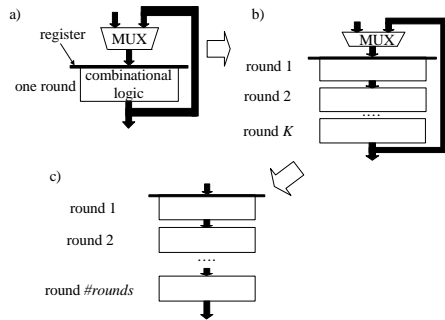 a)
MUX
register
one round
combinational
logic
b)
MUX
round 1
round 2
....
round K
c)
round 1
round 2
....
round #rounds